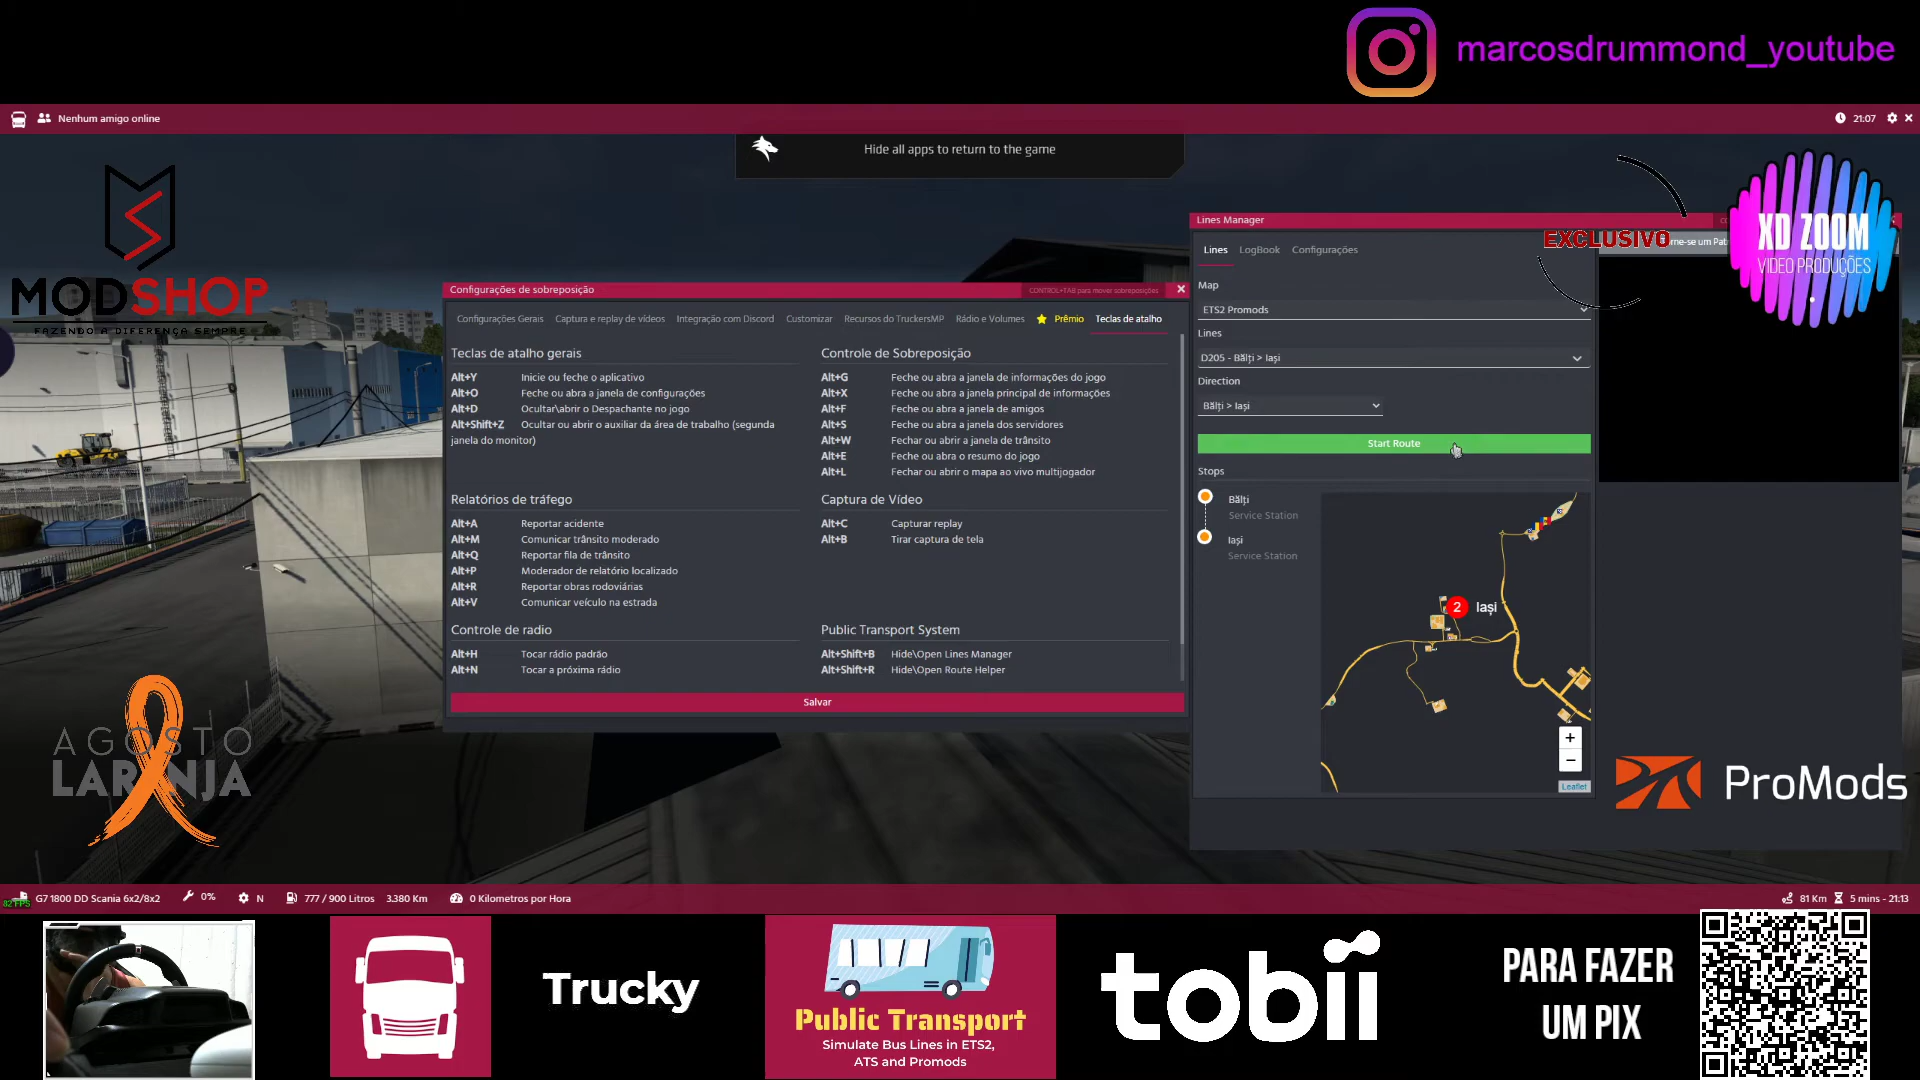 marcosdrummond_youtube
Nenhum amigo online
21:07
Hide all apps to return to the game
MODSHOP
FAZENDO A DIFERENÇA SEMPRE
EXCLUSIVO
XD ZOOM
VIDEO PRODUÇÕES
Configurações de sobreposição
CONTROL+TAB para mover sobreposições
Configurações Gerais
Captura e replay de vídeos
Integração com Discord
Customizar
Recursos do TruckersMP
Rádio e Volumes
Prêmio
Teclas de atalho
Teclas de atalho gerais
Alt+Y Inicie ou feche o aplicativo
Alt+O Feche ou abra a janela de configurações
Alt+D Ocultar\abrir o Despachante no jogo
Alt+Shift+Z Ocultar ou abrir o auxiliar da área de trabalho (segunda
janela do monitor)
Relatórios de tráfego
Alt+A Reportar acidente
Alt+M Comunicar trânsito moderado
Alt+Q Reportar fila de trânsito
Alt+P Moderador de relatório localizado
Alt+R Reportar obras rodoviárias
Alt+V Comunicar veículo na estrada
Controle de radio
Alt+H Tocar rádio padrão
Alt+N Tocar a próxima rádio
Controle de Sobreposição
Alt+G Feche ou abra a janela de informações do jogo
Alt+X Feche ou abra a janela principal de informações
Alt+F Feche ou abra a janela de amigos
Alt+S Feche ou abra a janela dos servidores
Alt+W Fechar ou abrir a janela de trânsito
Alt+E Feche ou abra o resumo do jogo
Alt+L Fechar ou abrir o mapa ao vivo multijogador
Captura de Vídeo
Alt+C Capturar replay
Alt+B Tirar captura de tela
Public Transport System
Alt+Shift+B Hide\Open Lines Manager
Alt+Shift+R Hide\Open Route Helper
Salvar
Lines Manager
Lines
LogBook
Configurações
Map
ETS2 Promods
Lines
D205 - Bălți > Iași
Direction
Bălți > Iași
Start Route
Stops
Bălți
Service Station
Iași
Service Station
2 Iași
+
−
Leaflet
AGOSTO
LARANJA
ProMods
82 FPS
G7 1800 DD Scania 6x2/8x2
0%
N
777 / 900 Litros
3.380 Km
0 Kilometros por Hora
81 Km
5 mins - 21:13
Trucky
Public Transport
Simulate Bus Lines in ETS2,
ATS and Promods
tobii
PARA FAZER
UM PIX